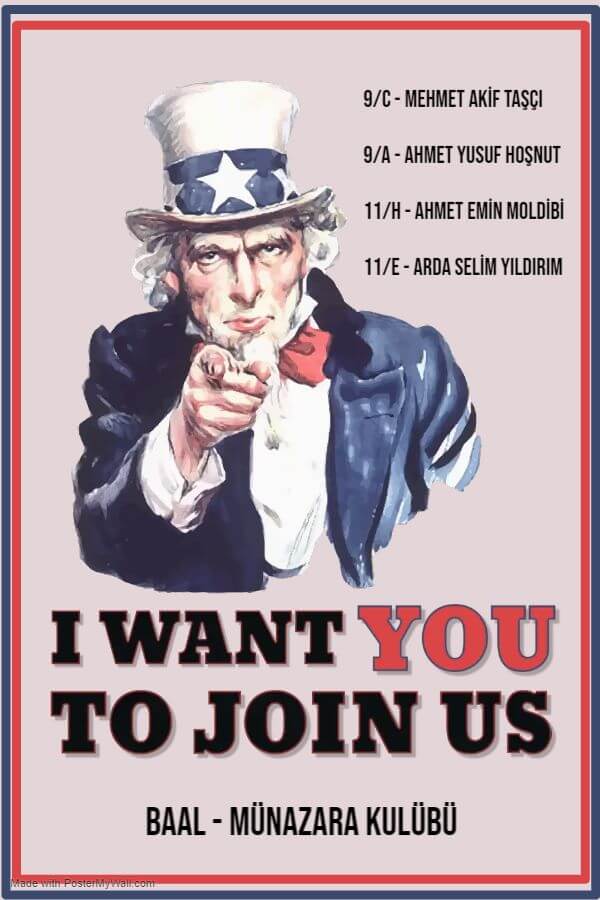 9/C - MEHMET AKİF TAŞÇI
9/A - AHMET YUSUF HOŞNUT
11/H - AHMET EMİN MOLDİBİ
11/E - ARDA SELİM YILDIRIM
I WANT YOU
TO JOIN US
BAAL - MÜNAZARA KULÜBÜ
Made with PosterMyWall.com